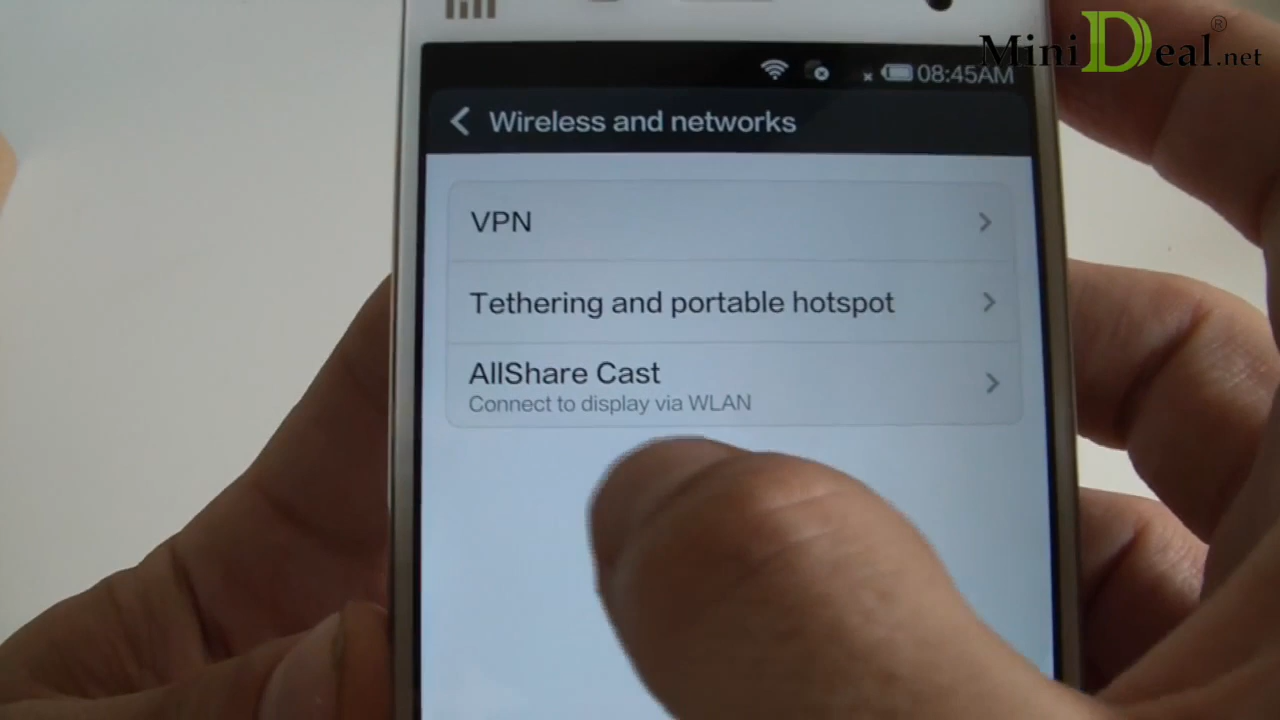 MiniDeal.net
®
08:45AM
Wireless and networks
VPN
Tethering and portable hotspot
AllShare Cast
Connect to display via WLAN